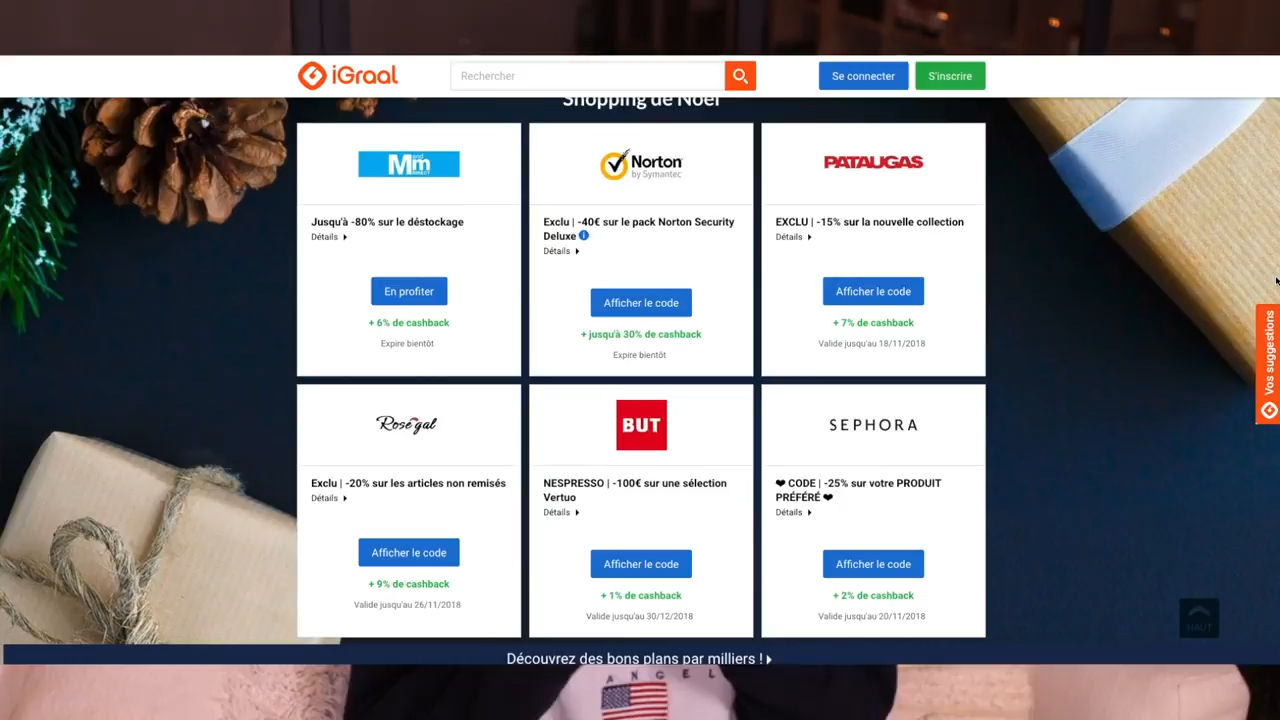 iGraal
Rechercher
Se connecter
S'inscrire
Shopping de Noël
MandM
DIRECT
Jusqu'à -80% sur le déstockage
Détails
En profiter
+ 6% de cashback
Expire bientôt
Norton
by Symantec
Exclu | -40€ sur le pack Norton Security
Deluxe
Détails
Afficher le code
+ jusqu'à 30% de cashback
Expire bientôt
PATAUGAS
EXCLU | -15% sur la nouvelle collection
Détails
Afficher le code
+ 7% de cashback
Valide jusqu'au 18/11/2018
Rosegal
Exclu | -20% sur les articles non remisés
Détails
Afficher le code
+ 9% de cashback
Valide jusqu'au 26/11/2018
BUT
NESPRESSO | -100€ sur une sélection
Vertuo
Détails
Afficher le code
+ 1% de cashback
Valide jusqu'au 30/12/2018
SEPHORA
❤ CODE | -25% sur votre PRODUIT
PRÉFÉRÉ ❤
Détails
Afficher le code
+ 2% de cashback
Valide jusqu'au 20/11/2018
Vos suggestions
HAUT
Découvrez des bons plans par milliers !
ANGEL